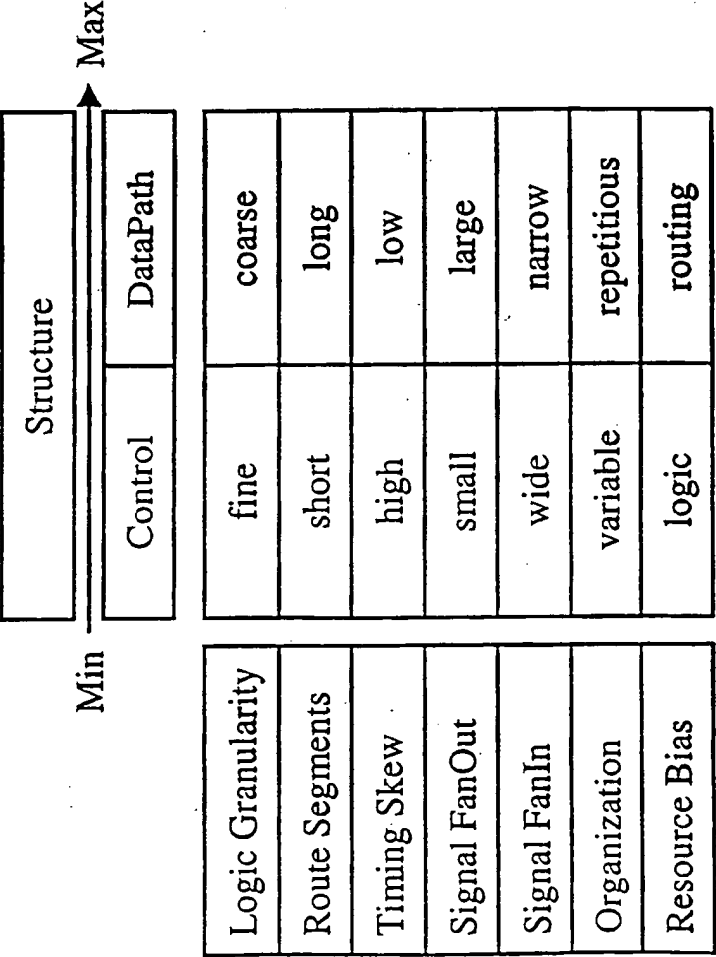 Structure
Min Max
Control DataPath
Logic Granularity fine coarse
Route Segments short long
Timing Skew high low
Signal FanOut small large
Signal FanIn wide narrow
Organization variable repetitious
Resource Bias logic routing